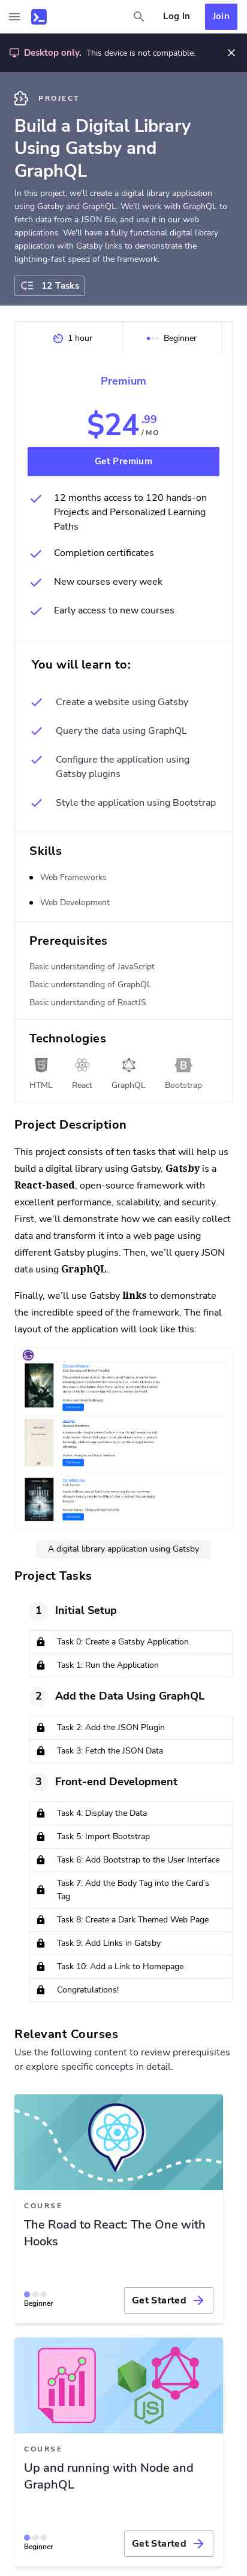 Log In
Join
Desktop only. This device is not compatible.
PROJECT
Build a Digital Library
Using Gatsby and
GraphQL
In this project, we'll create a digital library application
using Gatsby and GraphQL. We'll work with GraphQL to
fetch data from a JSON file, and use it in our web
applications. We'll have a fully functional digital library
application with Gatsby links to demonstrate the
lightning-fast speed of the framework.
12 Tasks
1 hour
Beginner
Premium
$24.99
/ MO
Get Premium
12 months access to 120 hands-on
Projects and Personalized Learning
Paths
Completion certificates
New courses every week
Early access to new courses
You will learn to:
Create a website using Gatsby
Query the data using GraphQL
Configure the application using
Gatsby plugins
Style the application using Bootstrap
Skills
Web Frameworks
Web Development
Prerequisites
Basic understanding of JavaScript
Basic understanding of GraphQL
Basic understanding of ReactJS
Technologies
HTML
React
GraphQL
Bootstrap
Project Description
This project consists of ten tasks that will help us
build a digital library using Gatsby. Gatsby is a
React-based, open-source framework with
excellent performance, scalability, and security.
First, we’ll demonstrate how we can easily collect
data and transform it into a web page using
different Gatsby plugins. Then, we’ll query JSON
data using GraphQL.
Finally, we’ll use Gatsby links to demonstrate
the incredible speed of the framework. The final
layout of the application will look like this:
A digital library application using Gatsby
Project Tasks
1 Initial Setup
Task 0: Create a Gatsby Application
Task 1: Run the Application
2 Add the Data Using GraphQL
Task 2: Add the JSON Plugin
Task 3: Fetch the JSON Data
3 Front-end Development
Task 4: Display the Data
Task 5: Import Bootstrap
Task 6: Add Bootstrap to the User Interface
Task 7: Add the Body Tag into the Card’s
Tag
Task 8: Create a Dark Themed Web Page
Task 9: Add Links in Gatsby
Task 10: Add a Link to Homepage
Congratulations!
Relevant Courses
Use the following content to review prerequisites
or explore specific concepts in detail.
COURSE
The Road to React: The One with
Hooks
Beginner
Get Started
COURSE
Up and running with Node and
GraphQL
Beginner
Get Started